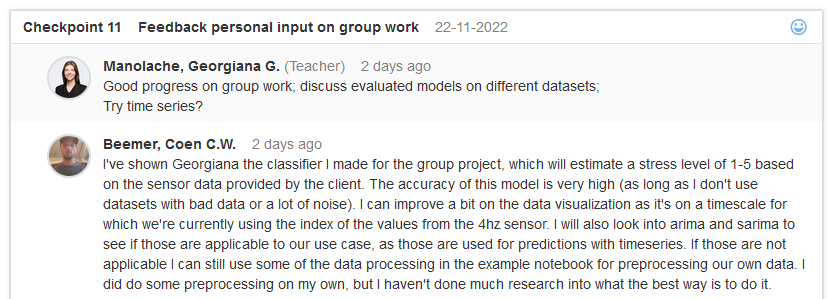 Checkpoint 11 Feedback personal input on group work 22-11-2022
Manolache, Georgiana G. (Teacher) 2 days ago
Good progress on group work; discuss evaluated models on different datasets;
Try time series?
Beemer, Coen C.W. 2 days ago
I've shown Georgiana the classifier I made for the group project, which will estimate a stress level of 1-5 based
on the sensor data provided by the client. The accuracy of this model is very high (as long as I don't use
datasets with bad data or a lot of noise). I can improve a bit on the data visualization as it's on a timescale for
which we're currently using the index of the values from the 4hz sensor. I will also look into arima and sarima to
see if those are applicable to our use case, as those are used for predictions with timeseries. If those are not
applicable I can still use some of the data processing in the example notebook for preprocessing our own data. I
did do some preprocessing on my own, but I haven't done much research into what the best way is to do it.